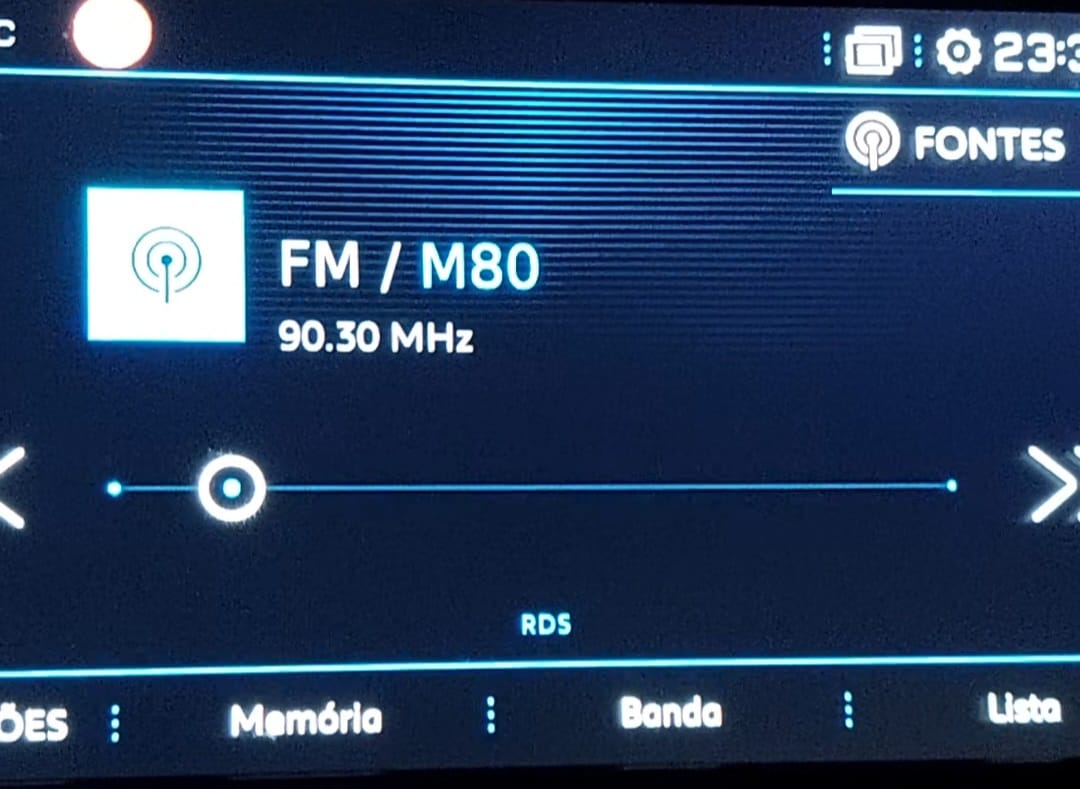 C
23:3
FONTES
FM / M80
90.30 MHz
RDS
ÕES Memória Banda Lista